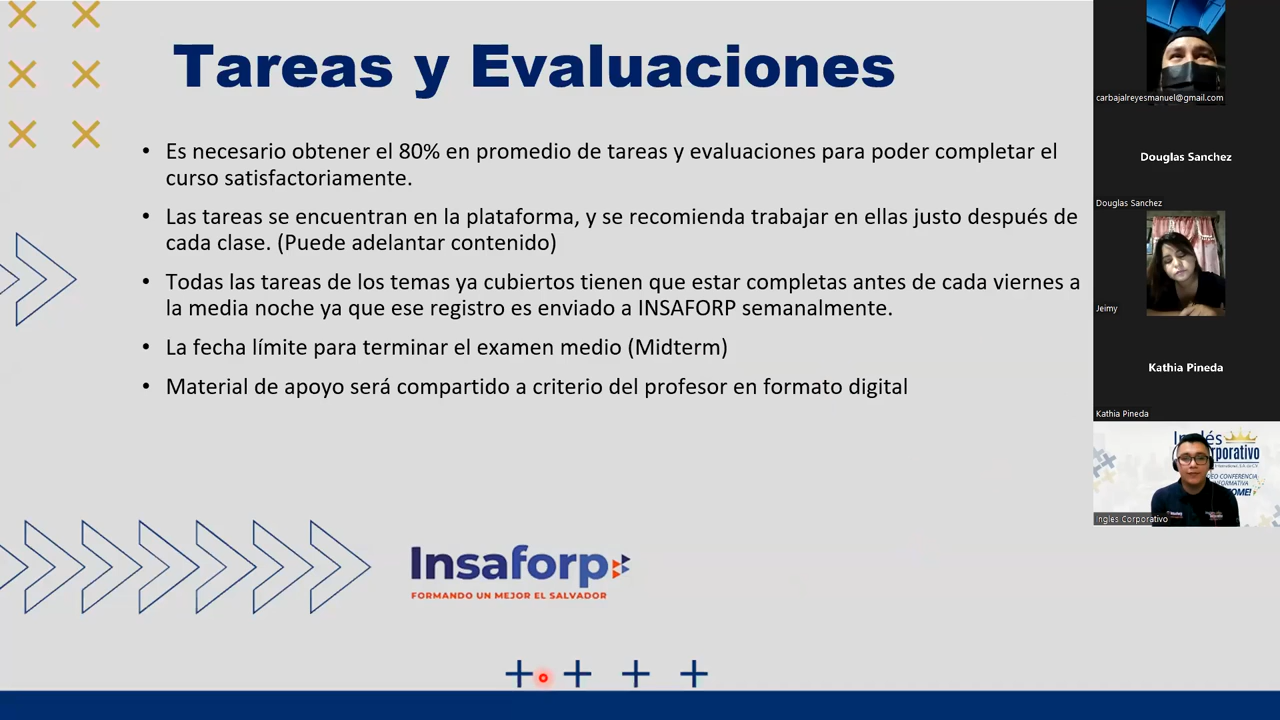 Tareas y Evaluaciones
• Es necesario obtener el 80% en promedio de tareas y evaluaciones para poder completar el
curso satisfactoriamente.
• Las tareas se encuentran en la plataforma, y se recomienda trabajar en ellas justo después de
cada clase. (Puede adelantar contenido)
• Todas las tareas de los temas ya cubiertos tienen que estar completas antes de cada viernes a
la media noche ya que ese registro es enviado a INSAFORP semanalmente.
• La fecha límite para terminar el examen medio (Midterm)
• Material de apoyo será compartido a criterio del profesor en formato digital
Insaforp
FORMANDO UN MEJOR EL SALVADOR
carbajalreyesmanuel@gmail.com
Douglas Sanchez
Douglas Sanchez
Jeimy
Kathia Pineda
Kathia Pineda
Ingles Corporativo